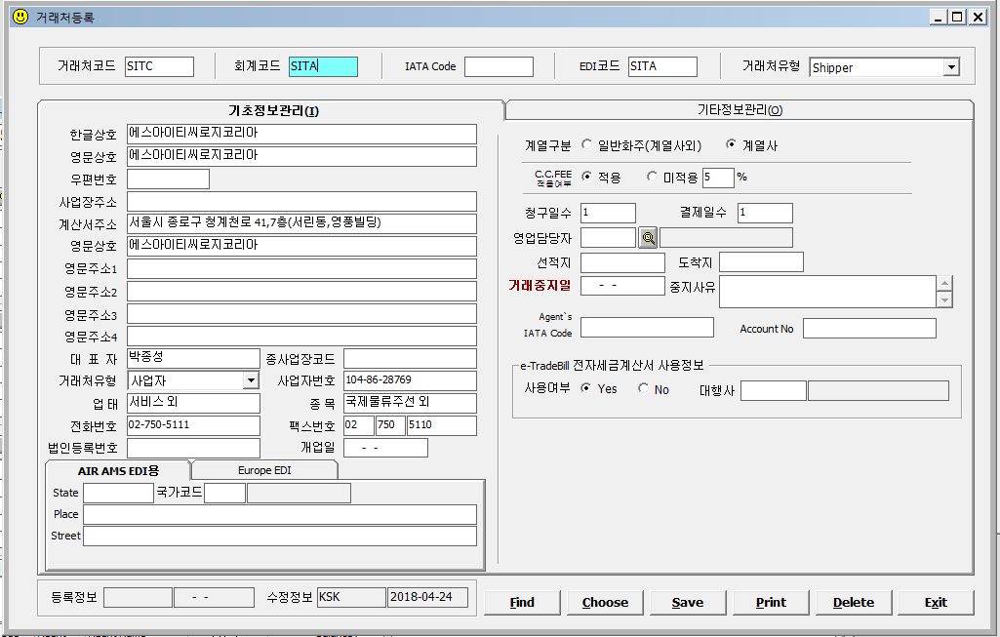 거래처등록
거래처코드 SITC 회계코드 SITA IATA Code EDI코드 SITA 거래처유형 Shipper
기초정보관리(I) 기타정보관리(O)
한글상호 에스아이티씨로지코리아
영문상호 에스아이티씨로지코리아
우편번호
사업장주소
계산서주소 서울시 종로구 청계천로 41,7층(서린동,영풍빌딩)
영문상호 에스아이티씨로지코리아
영문주소1
영문주소2
영문주소3
영문주소4
대 표 자 박종성 종사업장코드
거래처유형 사업자 사업자번호 104-86-28769
업 태 서비스 외 종 목 국제물류주선 외
전화번호 02-750-5111 팩스번호 02 750 5110
법인등록번호 개업일 - -
AIR AMS EDI용 Europe EDI
State 국가코드
Place
Street
계열구분 일반화주(계열사외) 계열사
C.C.FEE 적용여부 적용 미적용 5 %
청구일수 1 결제일수 1
영업담당자
선적지 도착지
거래중지일 - - 중지사유
Agent`s
IATA Code Account No
e-TradeBill 전자세금계산서 사용정보
사용여부 Yes No 대행사
등록정보 - - 수정정보 KSK 2018-04-24
Find Choose Save Print Delete Exit